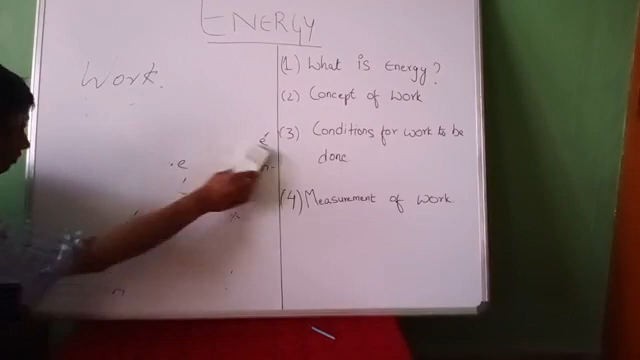 ENERGY
Work.
(1) What is Energy?
(2) Concept of Work
(3) Conditions for work to be
done
(4) Measurement of work